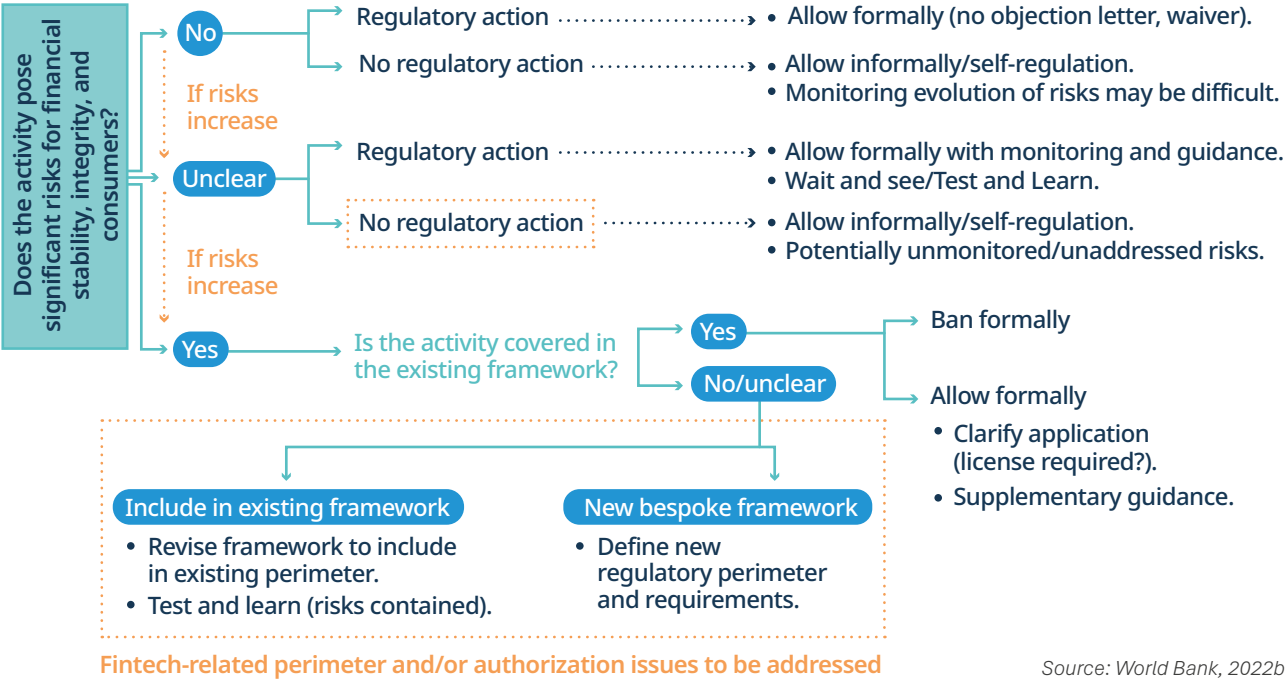 Does the activity pose
significant risks for financial
stability, integrity, and
consumers?
No
Regulatory action
Allow formally (no objection letter, waiver).
No regulatory action
Allow informally/self-regulation.
Monitoring evolution of risks may be difficult.
If risks
increase
Unclear
Regulatory action
Allow formally with monitoring and guidance.
Wait and see/Test and Learn.
No regulatory action
Allow informally/self-regulation.
Potentially unmonitored/unaddressed risks.
If risks
increase
Yes
Is the activity covered in
the existing framework?
Yes
Ban formally
Allow formally
Clarify application
(license required?).
Supplementary guidance.
No/unclear
Include in existing framework
Revise framework to include
in existing perimeter.
Test and learn (risks contained).
New bespoke framework
Define new
regulatory perimeter
and requirements.
Fintech-related perimeter and/or authorization issues to be addressed
Source: World Bank, 2022b